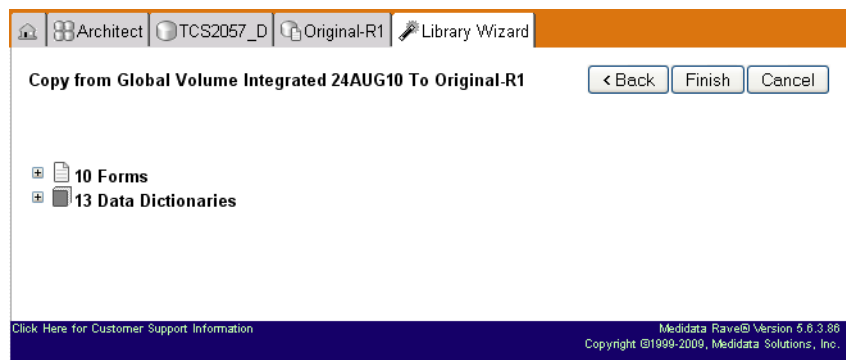 Architect TCS2057_D Original-R1 Library Wizard
Copy from Global Volume Integrated 24AUG10 To Original-R1 <Back Finish Cancel
10 Forms
13 Data Dictionaries
Click Here for Customer Support Information Medidata Rave® Version 5.6.3.86
Copyright ©1999-2009, Medidata Solutions, Inc.